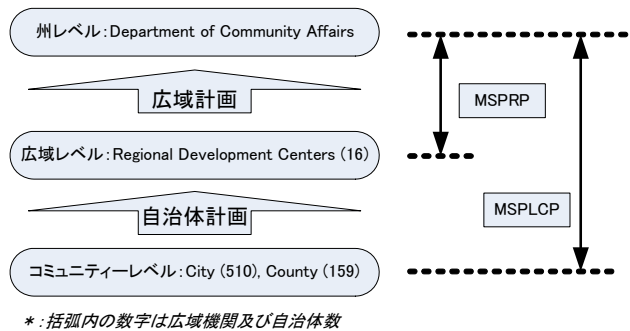 州レベル：Department of Community Affairs
広域計画
MSPRP
広域レベル：Regional Development Centers (16)
自治体計画
MSPLCP
コミュニティーレベル：City (510), County (159)
*：括弧内の数字は広域機関及び自治体数